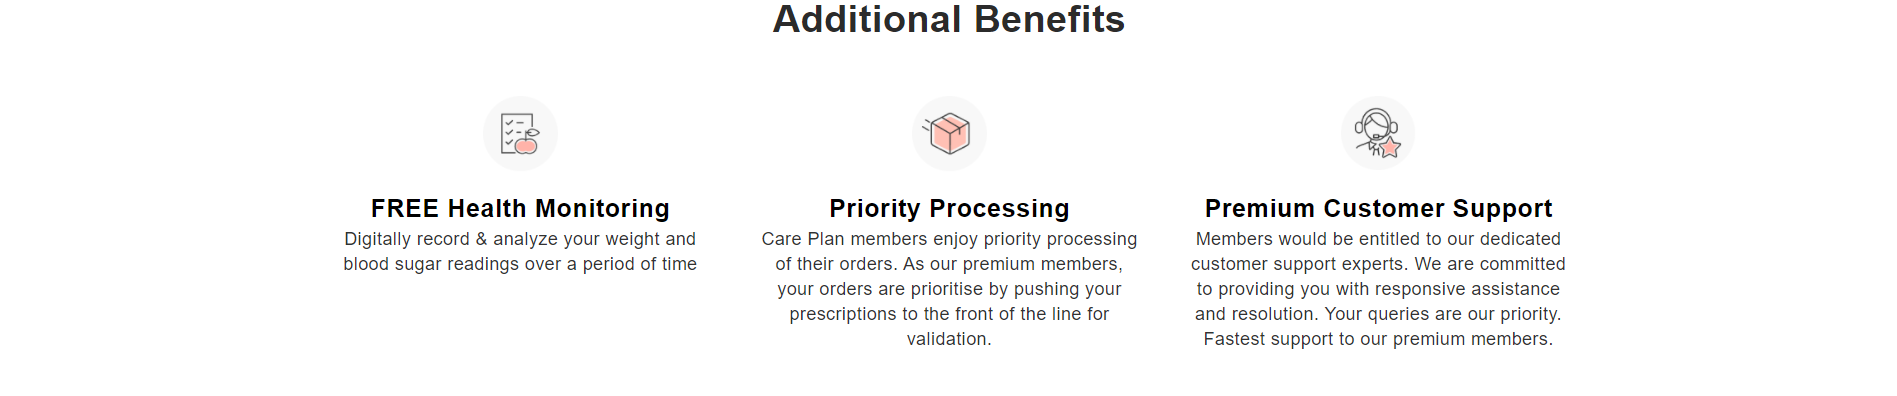 Additional Benefits
FREE Health Monitoring
Digitally record & analyze your weight and
blood sugar readings over a period of time
Priority Processing
Care Plan members enjoy priority processing
of their orders. As our premium members,
your orders are prioritise by pushing your
prescriptions to the front of the line for
validation.
Premium Customer Support
Members would be entitled to our dedicated
customer support experts. We are committed
to providing you with responsive assistance
and resolution. Your queries are our priority.
Fastest support to our premium members.